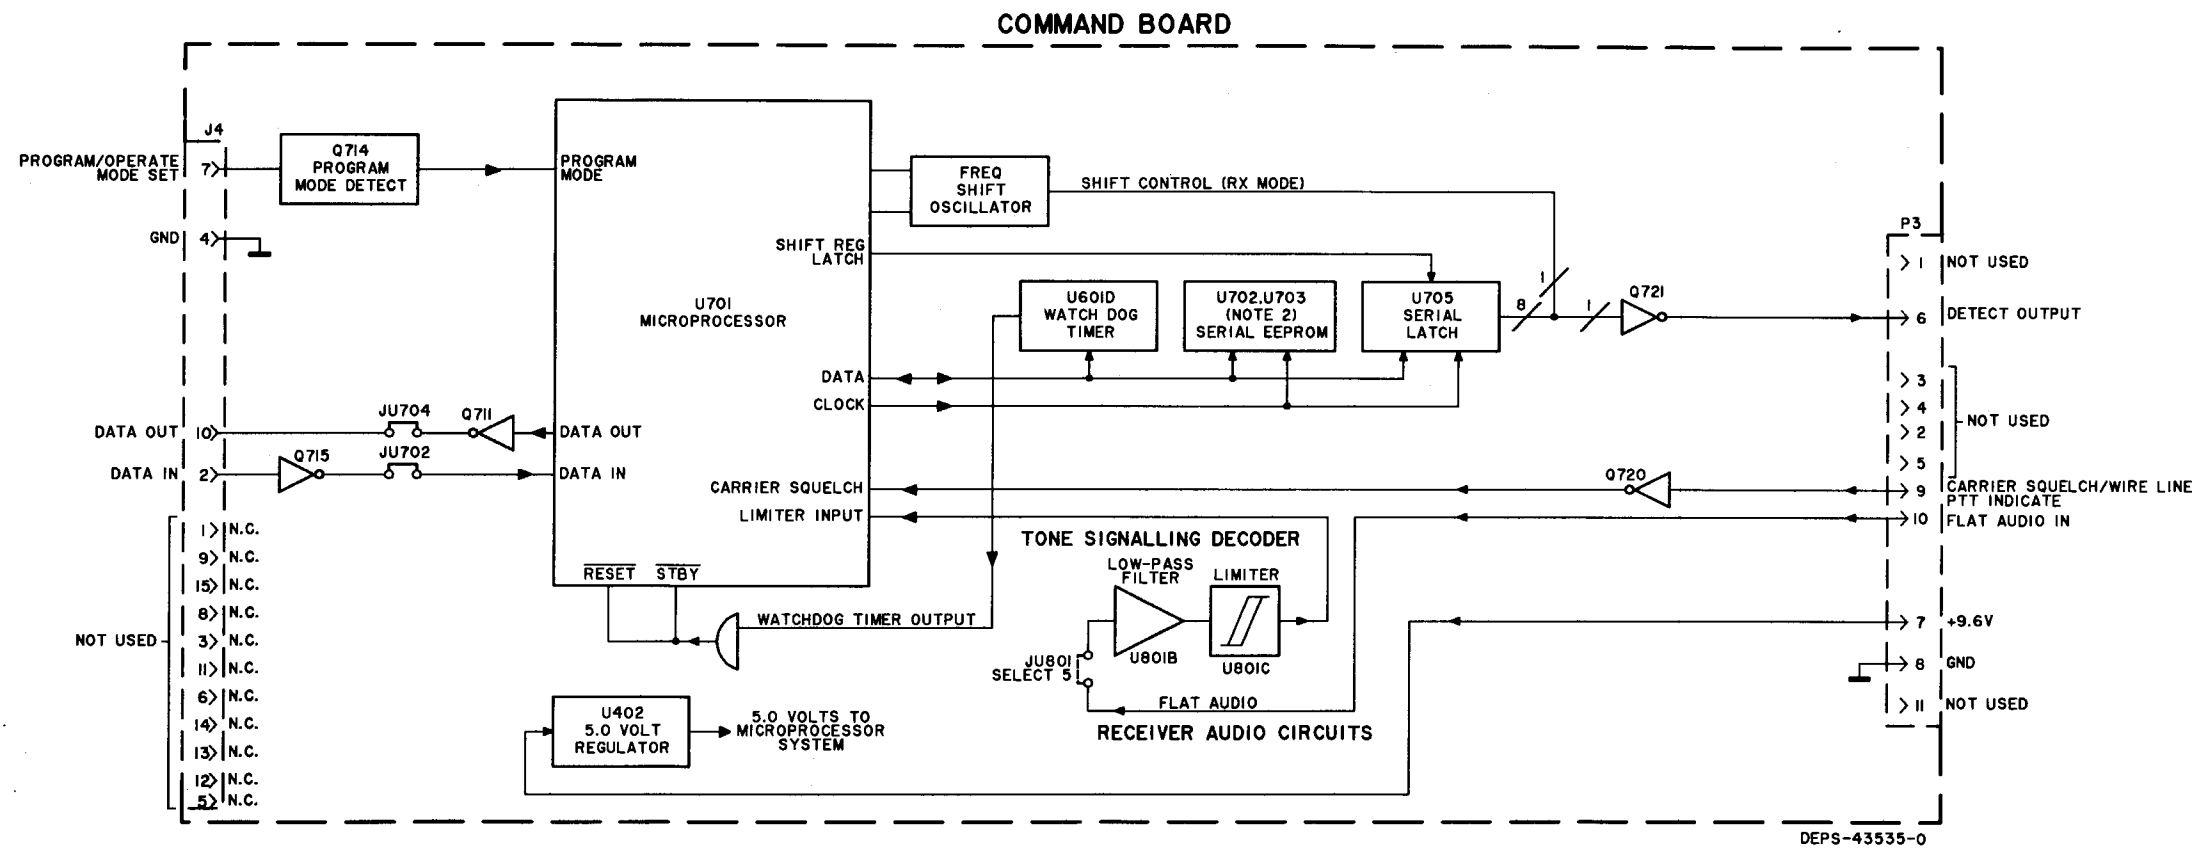 COMMAND BOARD
J4
PROGRAM/OPERATE
MODE SET
7
Q714
PROGRAM
MODE DETECT
PROGRAM
MODE
GND
4
U701
MICROPROCESSOR
FREQ
SHIFT
OSCILLATOR
SHIFT CONTROL (RX MODE)
SHIFT REG
LATCH
U601D
WATCH DOG
TIMER
U702,U703
(NOTE 2)
SERIAL EEPROM
U705
SERIAL
LATCH
8
1
1
Q721
P3
1 NOT USED
6 DETECT OUTPUT
3
4
2
5
NOT USED
DATA
CLOCK
DATA OUT
10
JU704
Q711
DATA OUT
DATA IN
2
Q715
JU702
DATA IN
CARRIER SQUELCH
LIMITER INPUT
Q720
9
CARRIER SQUELCH/WIRE LINE
PTT INDICATE
10 FLAT AUDIO IN
NOT USED
1 N.C.
9 N.C.
15 N.C.
8 N.C.
3 N.C.
11 N.C.
6 N.C.
14 N.C.
13 N.C.
12 N.C.
5 N.C.
RESET
STBY
WATCHDOG TIMER OUTPUT
TONE SIGNALLING DECODER
LOW-PASS
FILTER
LIMITER
U801B
U801C
JU801
SELECT 5
FLAT AUDIO
RECEIVER AUDIO CIRCUITS
7 +9.6V
8 GND
11 NOT USED
U402
5.0 VOLT
REGULATOR
5.0 VOLTS TO
MICROPROCESSOR
SYSTEM
DEPS-43535-0